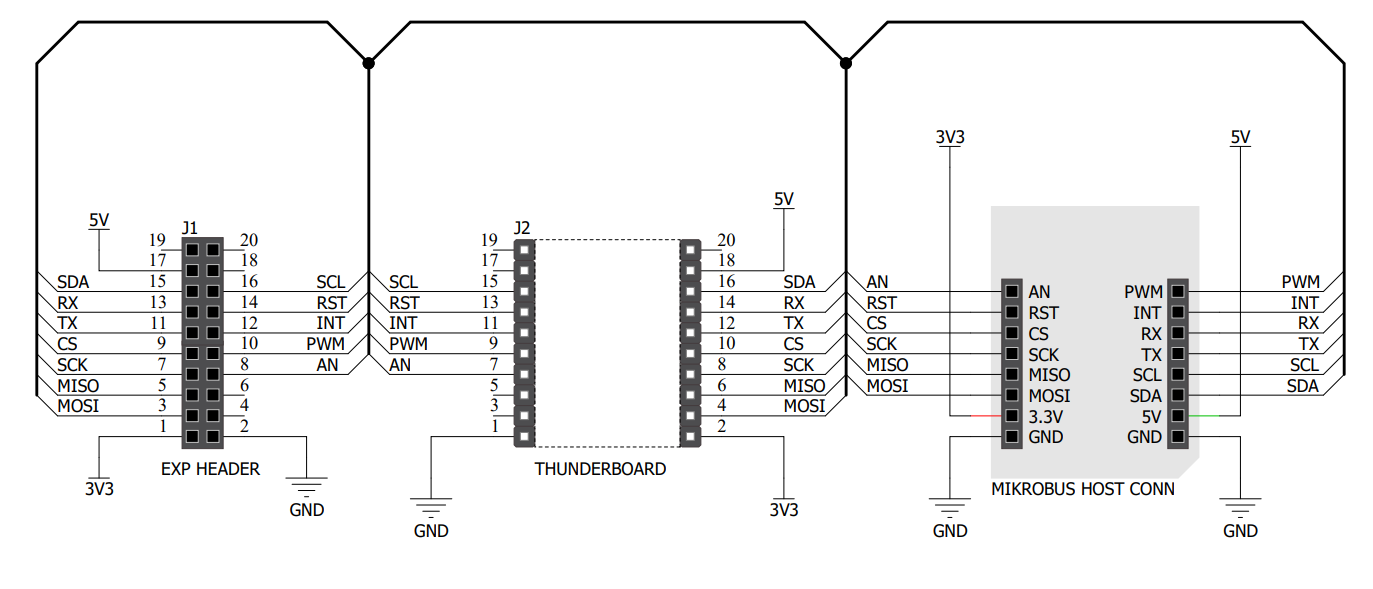 3V3 5V
5V
5V
J1 J2
19 20 19 20
17 18 17 18
SDA 15 16 SCL SCL 15 16 SDA AN AN PWM PWM
RX 13 14 RST RST 13 14 RX RST RST INT INT
TX 11 12 INT INT 11 12 TX CS CS RX RX
CS 9 10 PWM PWM 9 10 CS SCK SCK TX TX
SCK 7 8 AN AN 7 8 SCK MISO MISO SCL SCL
MISO 5 6 5 6 MISO MOSI MOSI SDA SDA
MOSI 3 4 3 4 MOSI 3.3V 5V
1 2 1 2 GND GND
EXP HEADER THUNDERBOARD
3V3 MIKROBUS HOST CONN
GND 3V3
GND GND GND